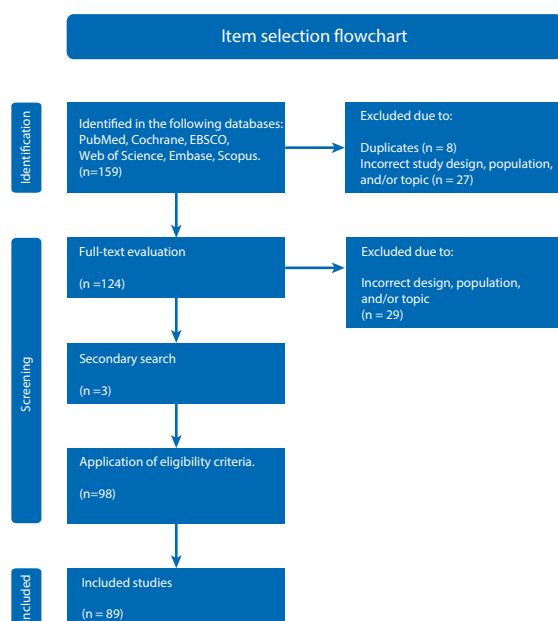 Item selection flowchart
Identification
Identified in the following databases:
PubMed, Cochrane, EBSCO,
Web of Science, Embase, Scopus.
(n=159)
Excluded due to:
Duplicates (n = 8)
Incorrect study design, population,
and/or topic (n = 27)
Screening
Full-text evaluation
(n =124)
Excluded due to:
Incorrect design, population,
and/or topic
(n = 29)
Secondary search
(n =3)
Application of eligibility criteria.
(n=98)
Included
Included studies
(n = 89)